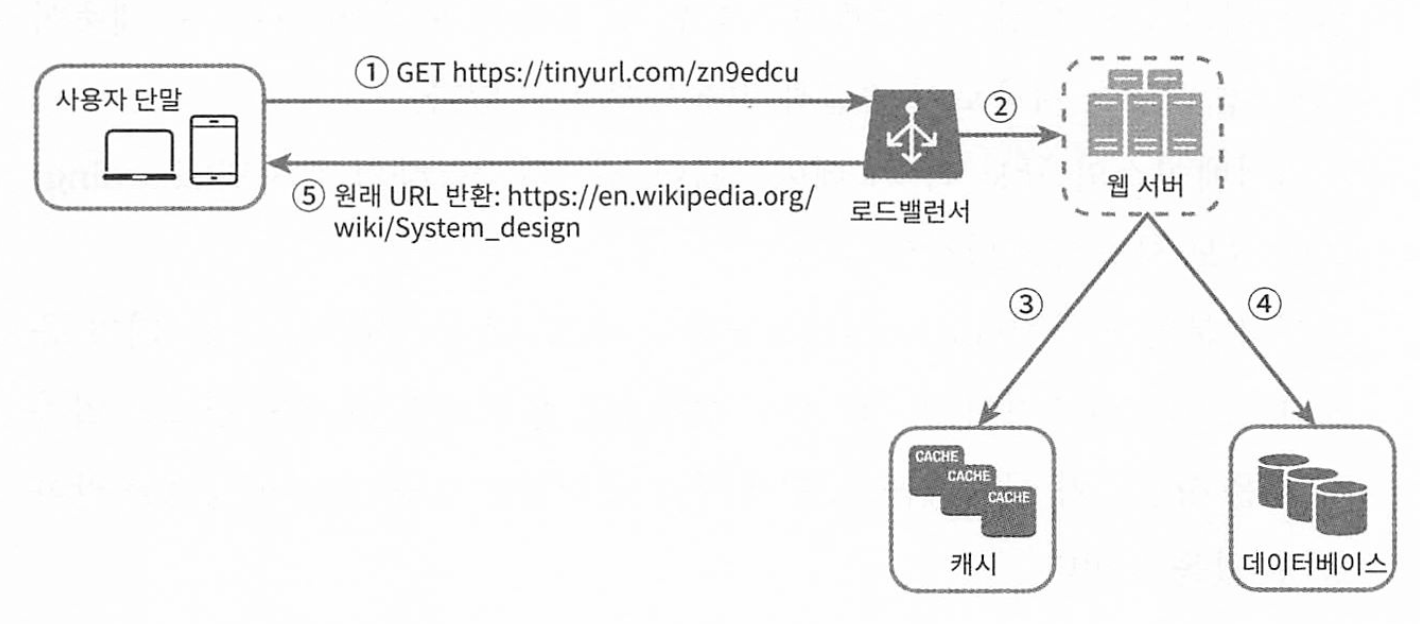 사용자 단말
① GET https://tinyurl.com/zn9edcu
②
웹 서버
⑤ 원래 URL 반환: https://en.wikipedia.org/
wiki/System_design
로드밸런서
③
④
CACHE
CACHE
CACHE
캐시
데이터베이스